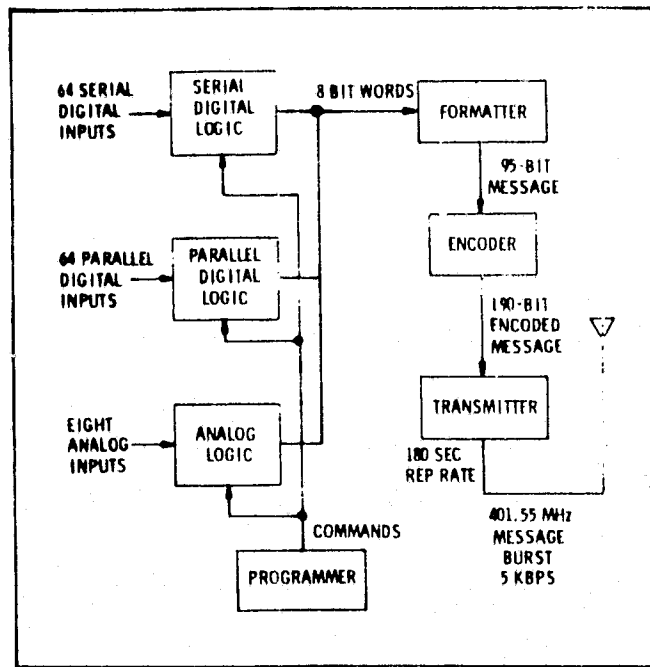 64 SERIAL
DIGITAL
INPUTS
SERIAL
DIGITAL
LOGIC
8 BIT WORDS
FORMATTER
95-BIT
MESSAGE
64 PARALLEL
DIGITAL
INPUTS
PARALLEL
DIGITAL
LOGIC
ENCODER
190-BIT
ENCODED
MESSAGE
EIGHT
ANALOG
INPUTS
ANALOG
LOGIC
TRANSMITTER
180 SEC
REP RATE
COMMANDS
PROGRAMMER
401.55 MHz
MESSAGE
BURST
5 KBPS